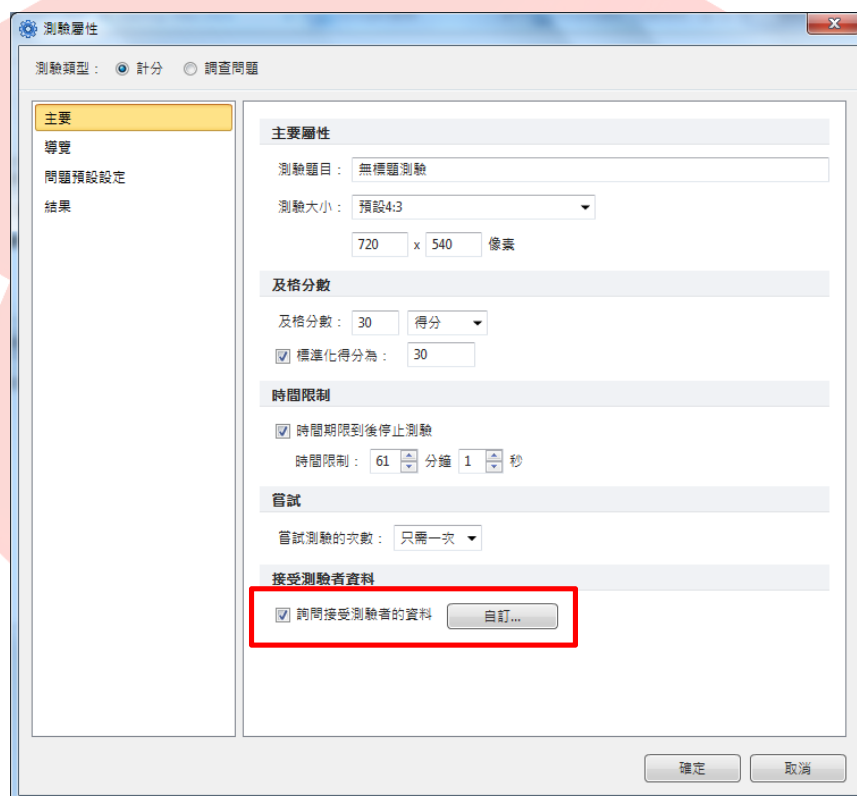 測驗屬性
測驗類型： 計分 調查問題
主要
導覽
問題預設設定
結果
主要屬性
測驗題目： 無標題測驗
測驗大小： 預設4:3
720 x 540 像素
及格分數
及格分數： 30 得分
標準化得分為： 30
時間限制
時間期限到後停止測驗
時間限制： 61 分鐘 1 秒
嘗試
嘗試測驗的次數： 只需一次
接受測驗者資料
詢問接受測驗者的資料 自訂...
確定 取消